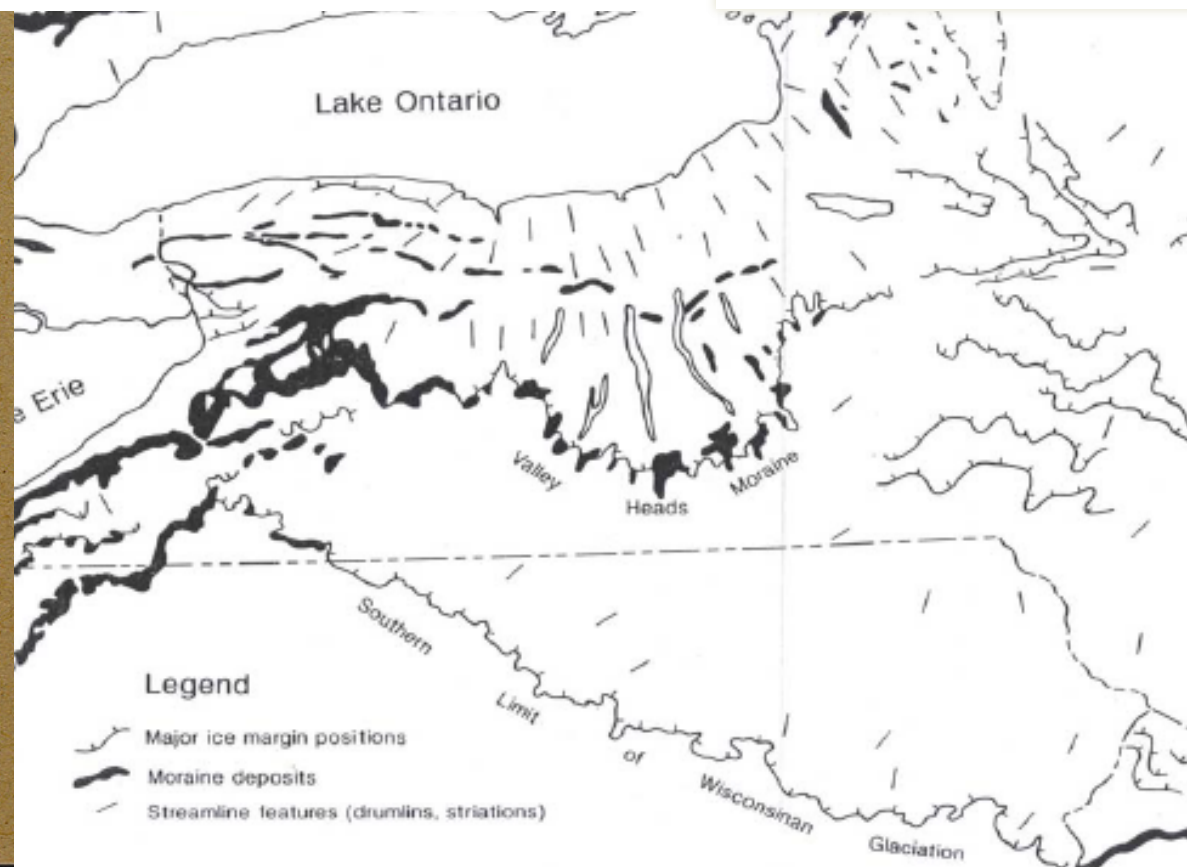 Lake Ontario
e Erie
Valley
Heads
Moraine
Southern
Limit
of
Wisconsinan
Glaciation
Legend
Major ice margin positions
Moraine deposits
Streamline features (drumlins, striations)